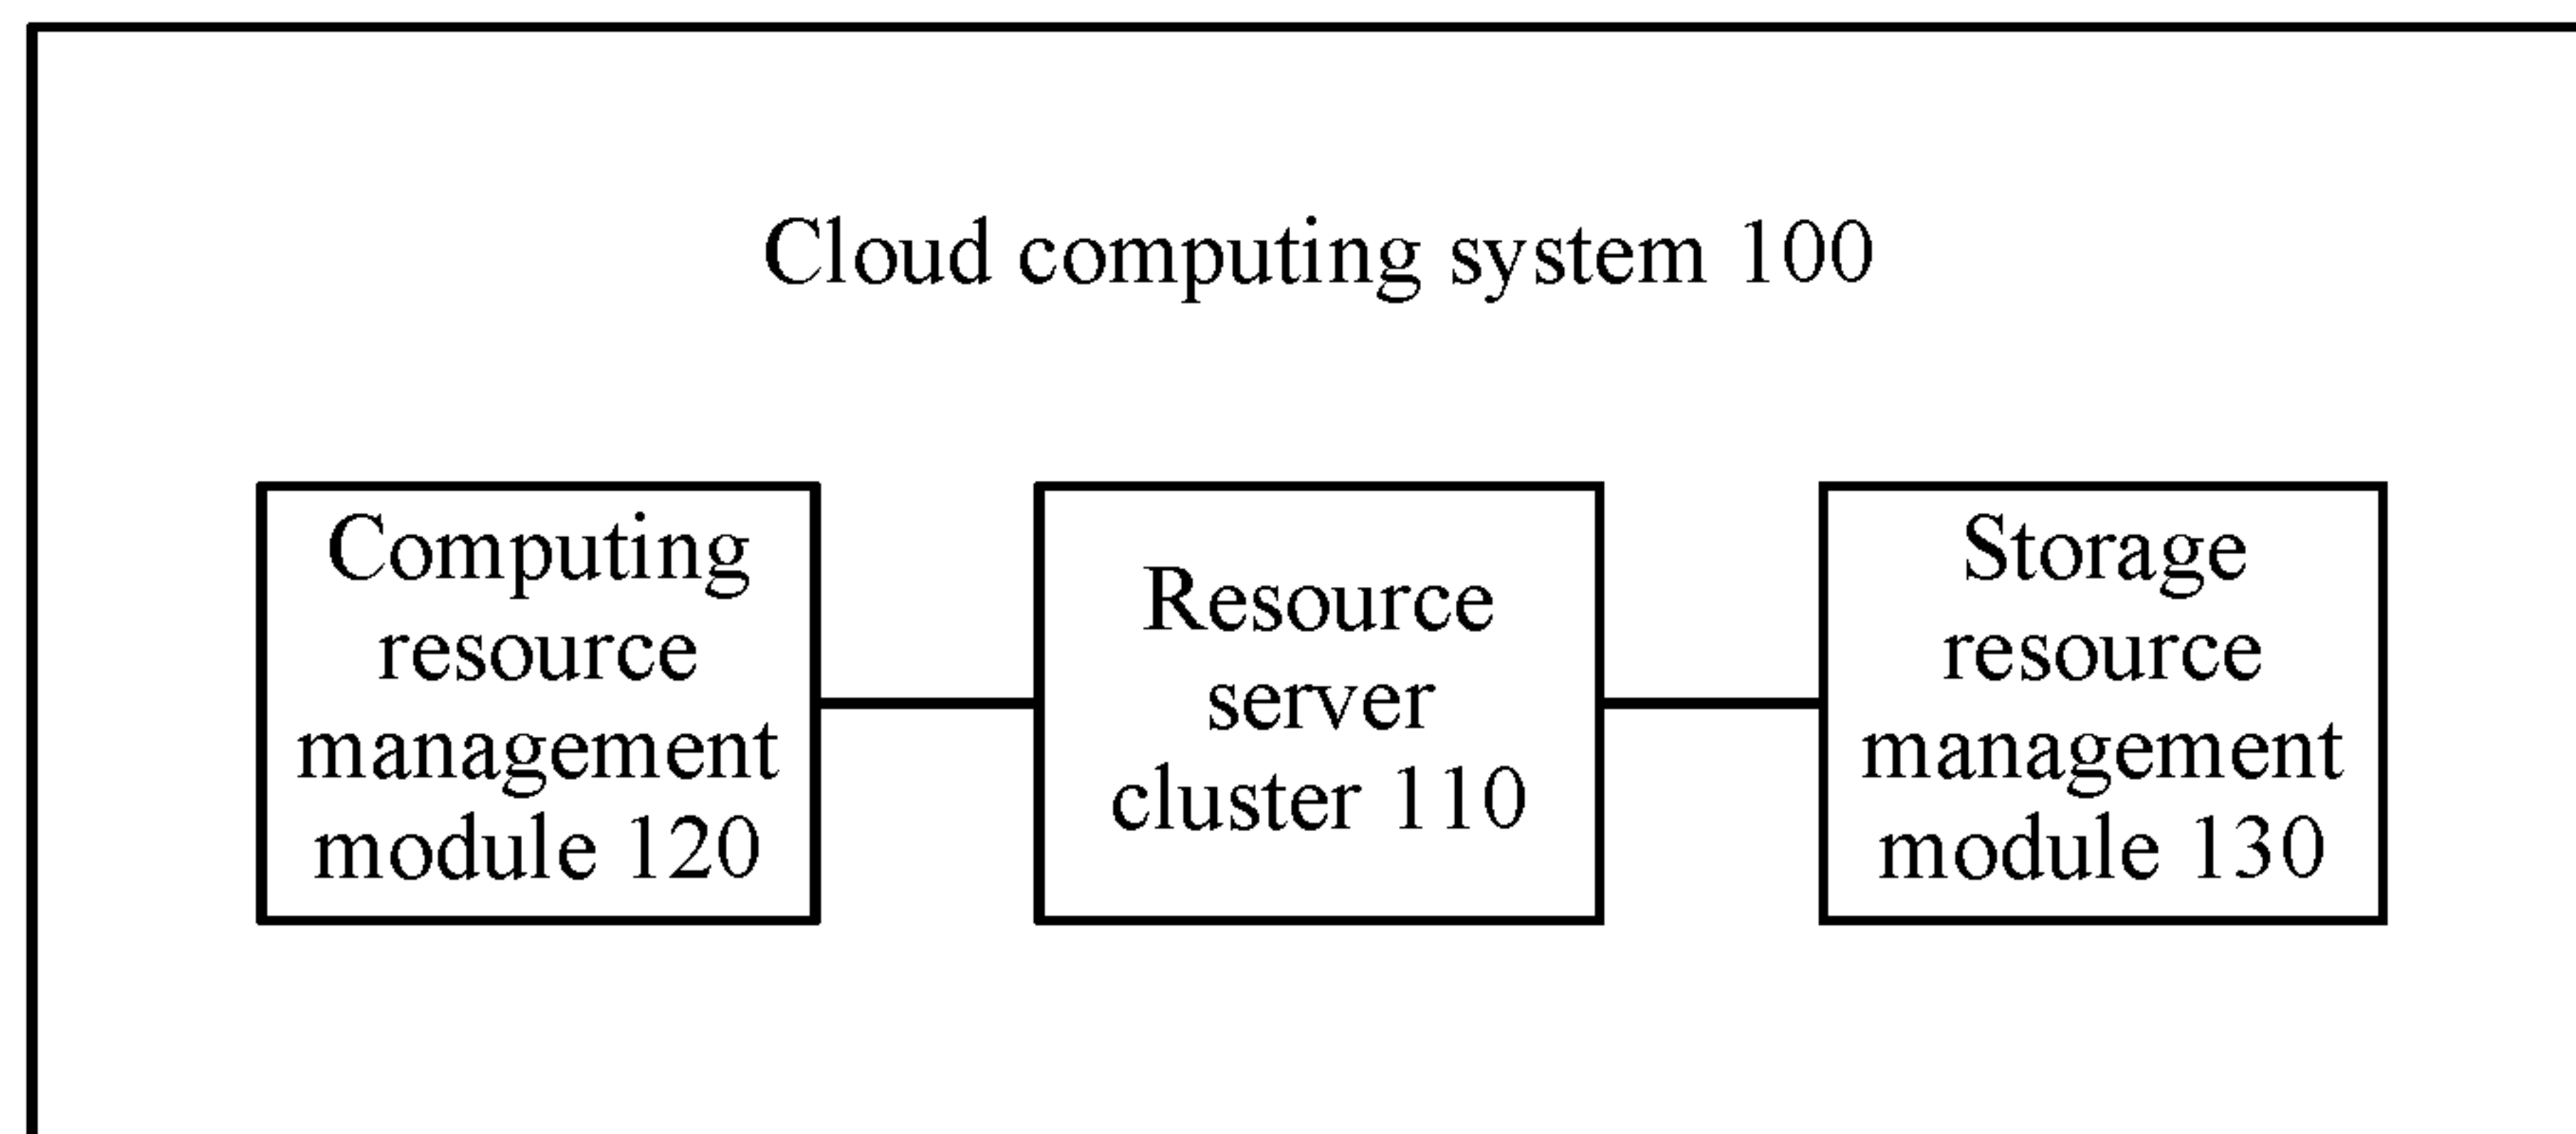 Cloud computing system 100
Computing
resource
management
module 120
Resource
server
cluster 110
Storage
resource
management
module 130